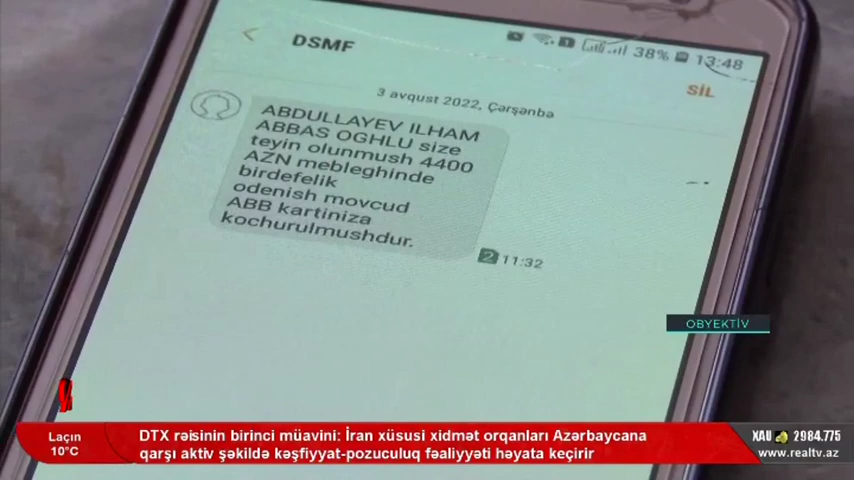 DSMF
38% 13:48
SİL
3 avqust 2022, Çərşənbə
ABDULLAYEV ILHAM
ABBAS OGHLU size
teyin olunmush 4400
AZN mebleghinde
birdefelik
odenish movcud
ABB kartiniza
kochurulmushdur.
2 11:32
OBYEKTİV
Laçın
10°C
DTX rəisinin birinci müavini: İran xüsusi xidmət orqanları Azərbaycana
qarşı aktiv şəkildə kəşfiyyat-pozuculuq fəaliyyəti həyata keçirir
XAU 2984.775
www.realtv.az